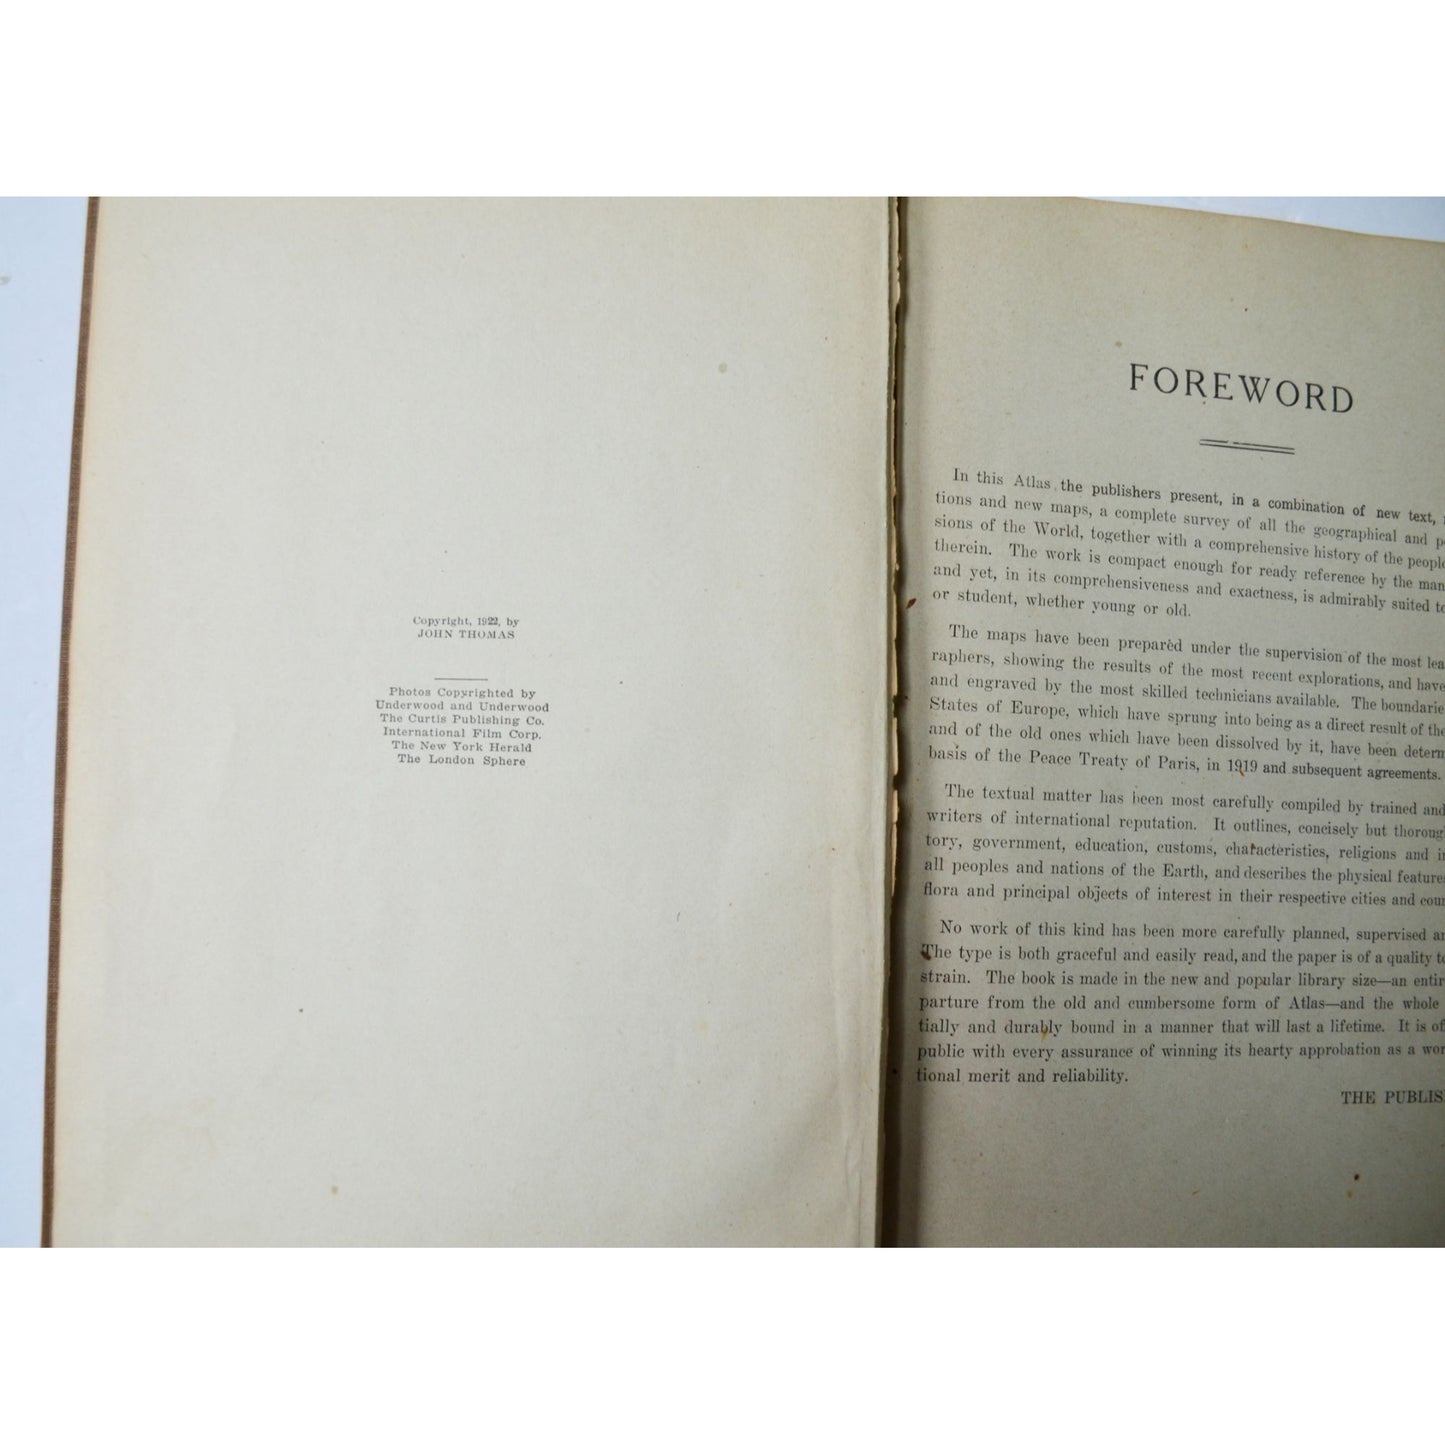 Copyright, 1922, by
JOHN THOMAS
Photos Copyrighted by
Underwood and Underwood
The Curtis Publishing Co.
International Film Corp.
The New York Herald
The London Sphere
FOREWORD
In this Atlas the publishers present, in a combination of new text,
tions and new maps, a complete survey of all the geographical and
sions of the World, together with a comprehensive history of the
therein. The work is compact enough for ready reference by the
and yet, in its comprehensiveness and exactness, is admirably suited
or student, whether young or old.
The maps have been prepared under the supervision of the most
raphers, showing the results of the most recent explorations, and have
and engraved by the most skilled technicians available. The
States of Europe, which have sprung into being as a direct result of
and of the old ones which have been dissolved by it, have been
basis of the Peace Treaty of Paris, in 1919 and subsequent agreements.
The textual matter has been most carefully compiled by trained and
writers of international reputation. It outlines, concisely but
tory, government, education, customs, characteristics, religions and
all peoples and nations of the Earth, and describes the physical
flora and principal objects of interest in their respective cities and
No work of this kind has been more carefully planned, supervised
The type is both graceful and easily read, and the paper is of a quality
strain. The book is made in the new and popular library size—an
parture from the old and cumbersome form of Atlas—and the whole
tially and durably bound in a manner that will last a lifetime. It is
public with every assurance of winning its hearty approbation as a
tional merit and reliability.
THE PUBLIS